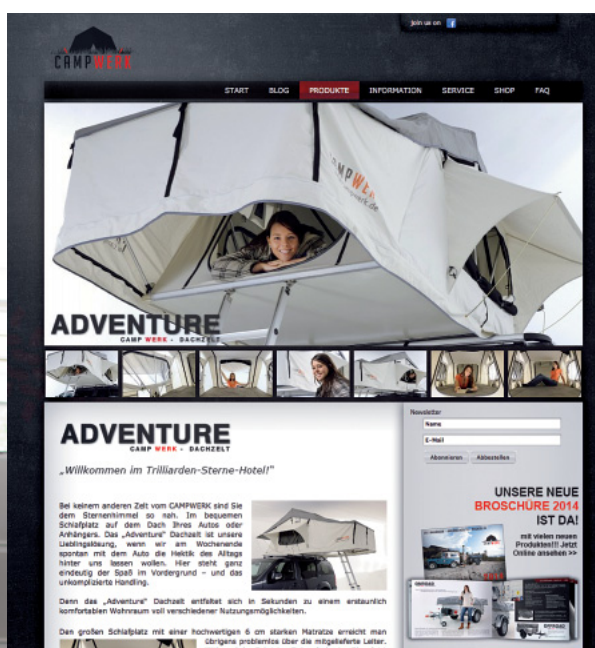 Join us on
CAMPWERK
START BLOG PRODUKTE INFORMATION SERVICE SHOP FAQ
CAMPWERK
campwerk.de
ADVENTURE
CAMP WERK - DACHZELT
ADVENTURE
CAMP WERK - DACHZELT
„Willkommen im Trilliarden-Sterne-Hotel!"
Bei keinem anderen Zelt vom CAMPWERK sind Sie
dem Sternenhimmel so nah. Im bequemen
Schlafplatz auf dem Dach Ihres Autos oder
Anhängers. Das „Adventure" Dachzelt ist unsere
Lieblingslösung, wenn wir am Wochenende
spontan mit dem Auto die Hektik des Alltags
hinter uns lassen wollen. Hier steht ganz
eindeutig der Spaß im Vordergrund – und das
unkomplizierte Handling.
Denn das „Adventure" Dachzelt entfaltet sich in Sekunden zu einem erstaunlich
komfortablen Wohnraum voll verschiedener Nutzungsmöglichkeiten.
Den großen Schlafplatz mit einer hochwertigen 6 cm starken Matratze erreicht man
übrigens problemlos über die mitgelieferte Leiter.
Newsletter
Name
E-Mail
Abonnieren Abbestellen
UNSERE NEUE
BROSCHÜRE 2014
IST DA!
mit vielen neuen
Produkten!!! Jetzt
Online ansehen >>
OFFROAD